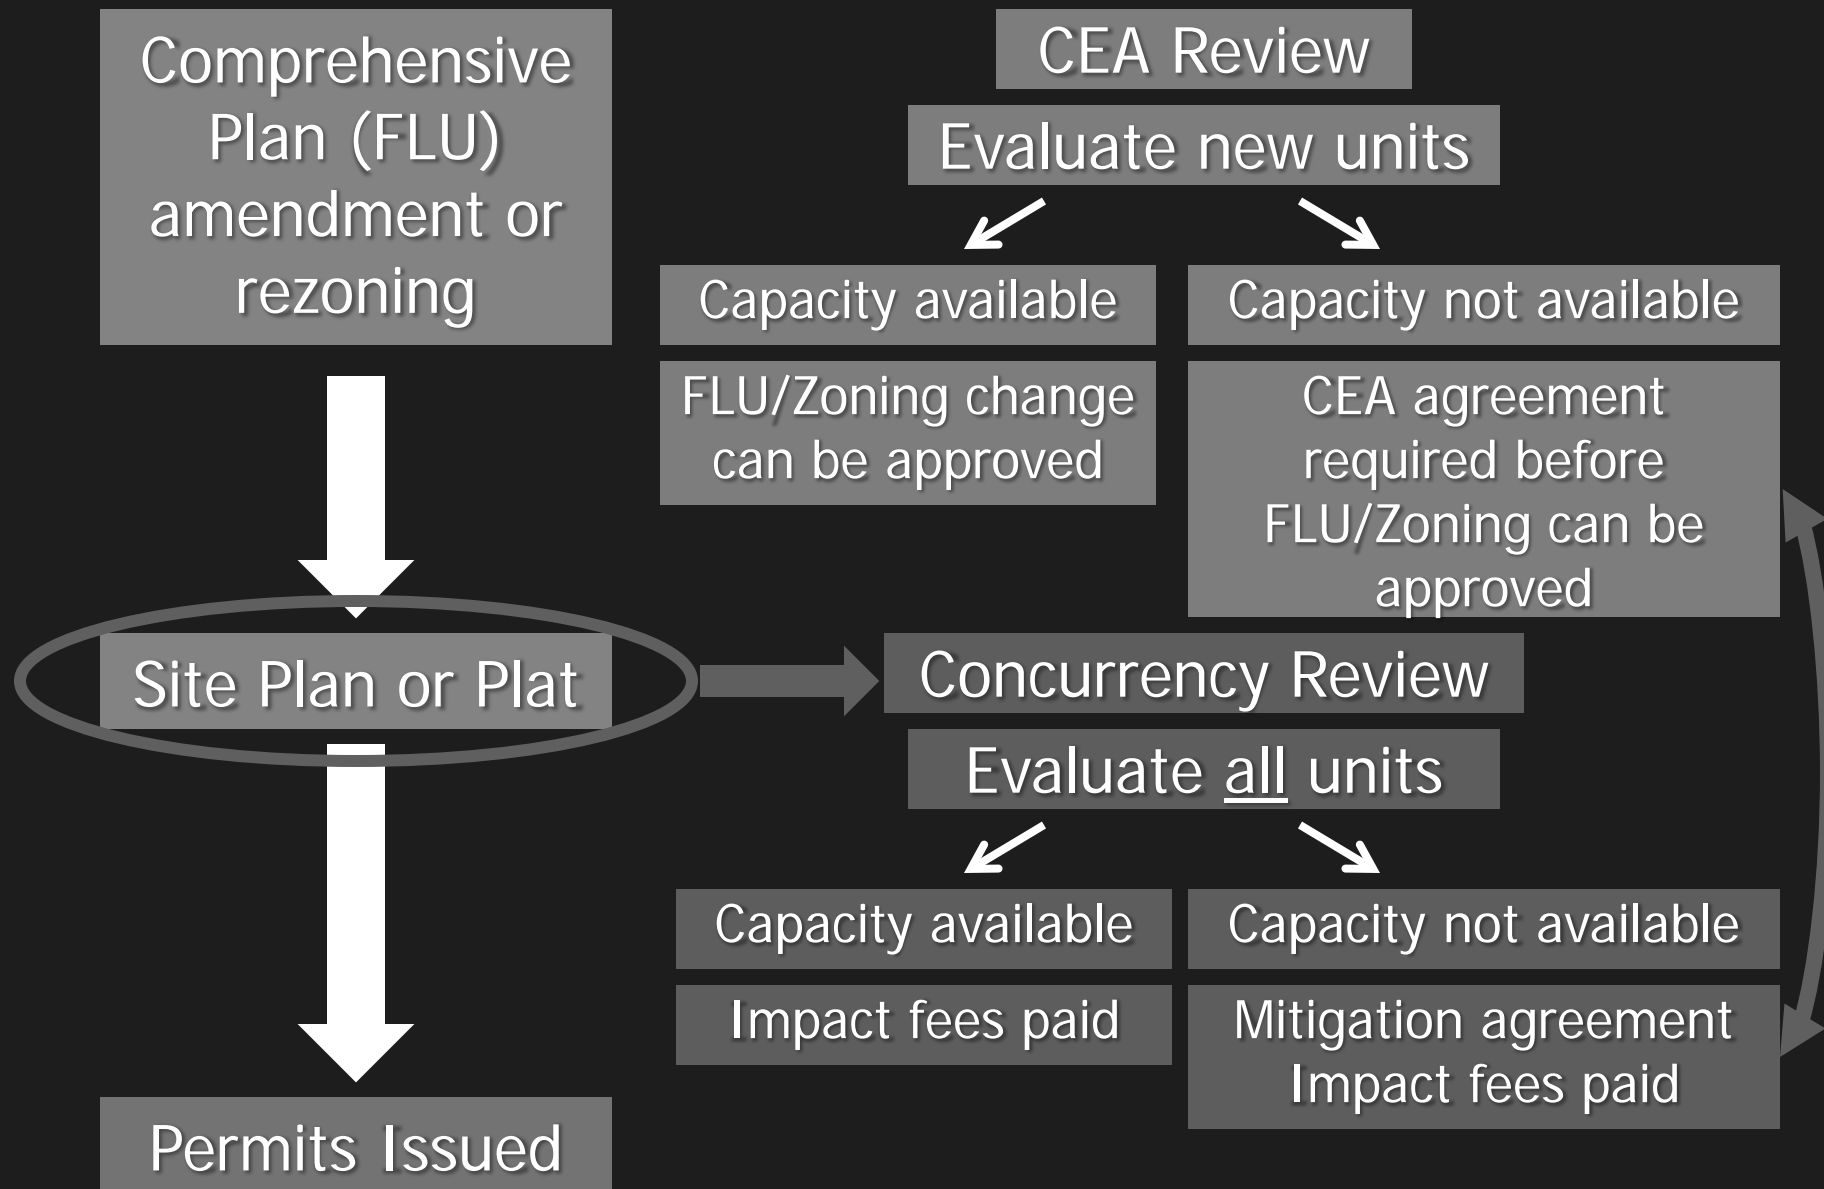 Comprehensive
Plan (FLU)
amendment or
rezoning
CEA Review
Evaluate new units
Capacity available
Capacity not available
FLU/Zoning change
can be approved
CEA agreement
required before
FLU/Zoning can be
approved
Site Plan or Plat
Concurrency Review
Evaluate all units
Capacity available
Capacity not available
Impact fees paid
Mitigation agreement
Impact fees paid
Permits Issued